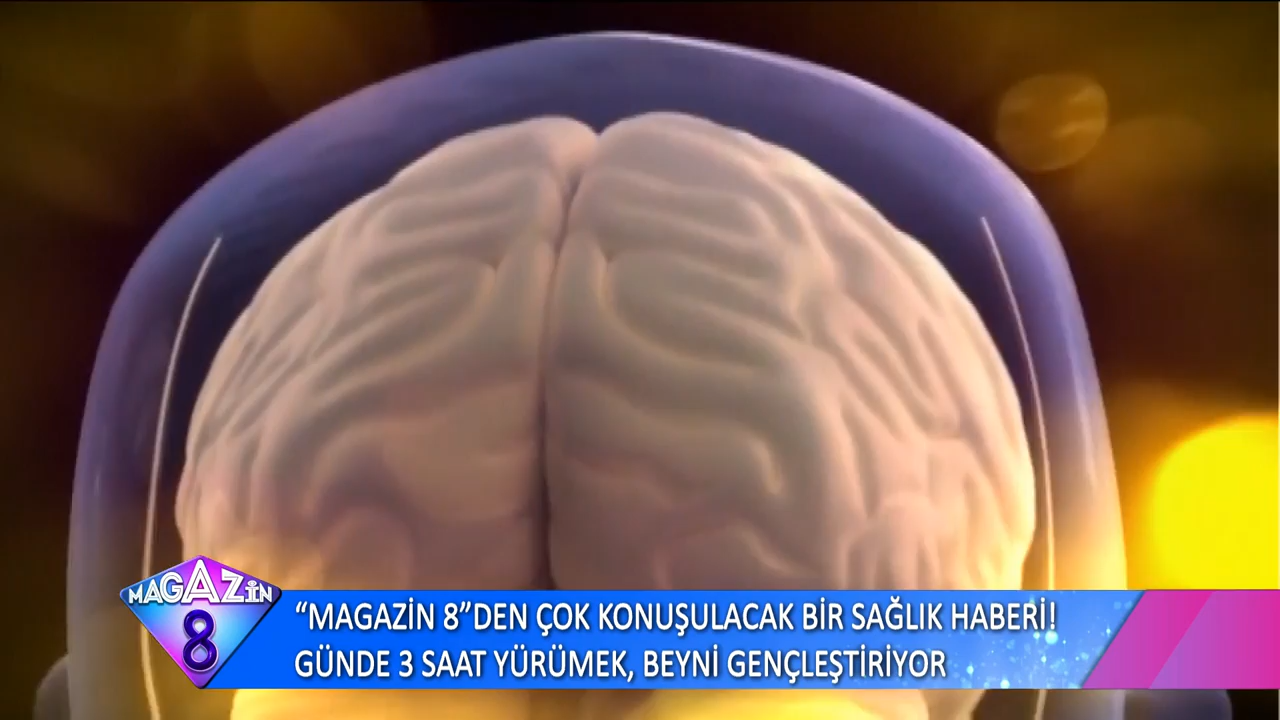 MAGAZİN
8
“MAGAZİN 8”DEN ÇOK KONUŞULACAK BİR SAĞLIK HABERİ!
GÜNDE 3 SAAT YÜRÜMEK, BEYNİ GENÇLEŞTİRİYOR